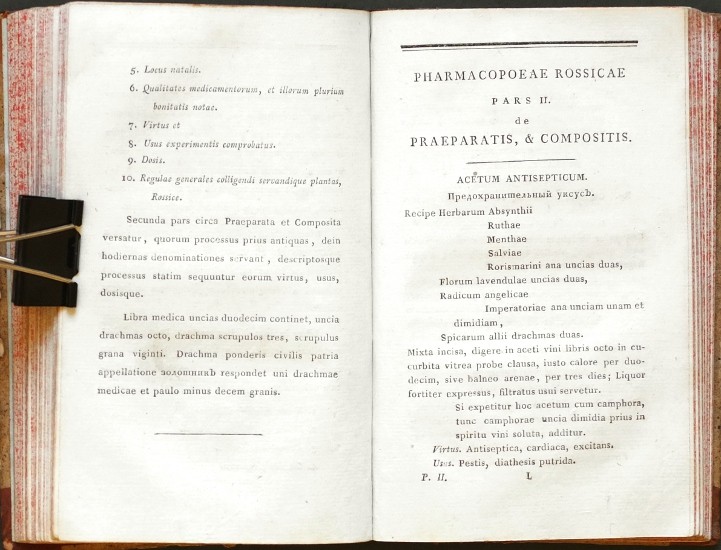 5. Locus natalis.
6. Qualitates medicamentorum, et illorum plurium
bonitatis notae.
7. Virtus et
8. Usus experimentis comprobatus.
9. Dosis.
10. Regulae generales colligendi servandique plantas,
Rossice.
Secunda pars circa Praeparata et Composita
versatur, quorum processus prius antiquas, dein
hodiernas denominationes servant, descriptosque
processus statim sequuntur eorum virtus, usus,
dosisque.
Libra medica uncias duodecim continet, uncia
drachmas octo, drachma scrupulos tres, scrupulus
grana viginti. Drachma ponderis civilis patria
appellatione золошникъ respondet uni drachmae
medicae et paulo minus decem granis.
PHARMACOPOEAE ROSSICAE
PARS II.
de
PRAEPARATIS, & COMPOSITIS.
ACETUM ANTISEPTICUM.
Предохранительный уксусъ.
Recipe Herbarum Absynthii
Ruthae
Menthae
Salviae
Rorismarini ana uncias duas,
Florum lavendulae uncias duas,
Radicum angelicae
Imperatoriae ana unciam unam et
dimidiam,
Spicarum allii drachmas duas.
Mixta incisa, digere in aceti vini libris octo in cu-
curbita vitrea probe clausa, iusto calore per duo-
decim, sive balneo arenae, per tres dies; Liquor
fortiter expressus, filtratus usui servetur.
Si expetitur hoc acetum cum camphora,
tunc camphorae uncia dimidia prius in
spiritu vini soluta, additur.
Virtus. Antiseptica, cardiaca, excitans.
Usus. Pestis, diathesis putrida.
P. II. L